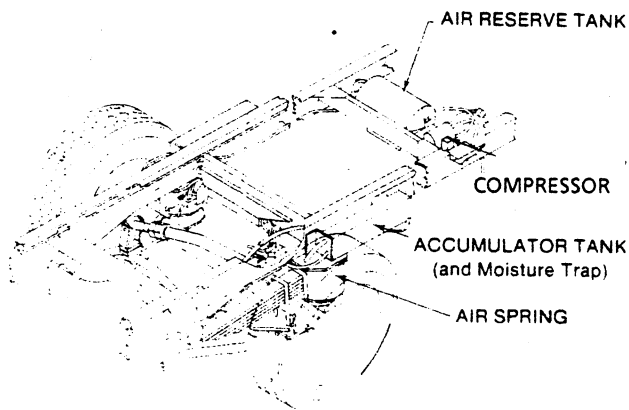 AIR RESERVE TANK
COMPRESSOR
ACCUMULATOR TANK
(and Moisture Trap)
AIR SPRING